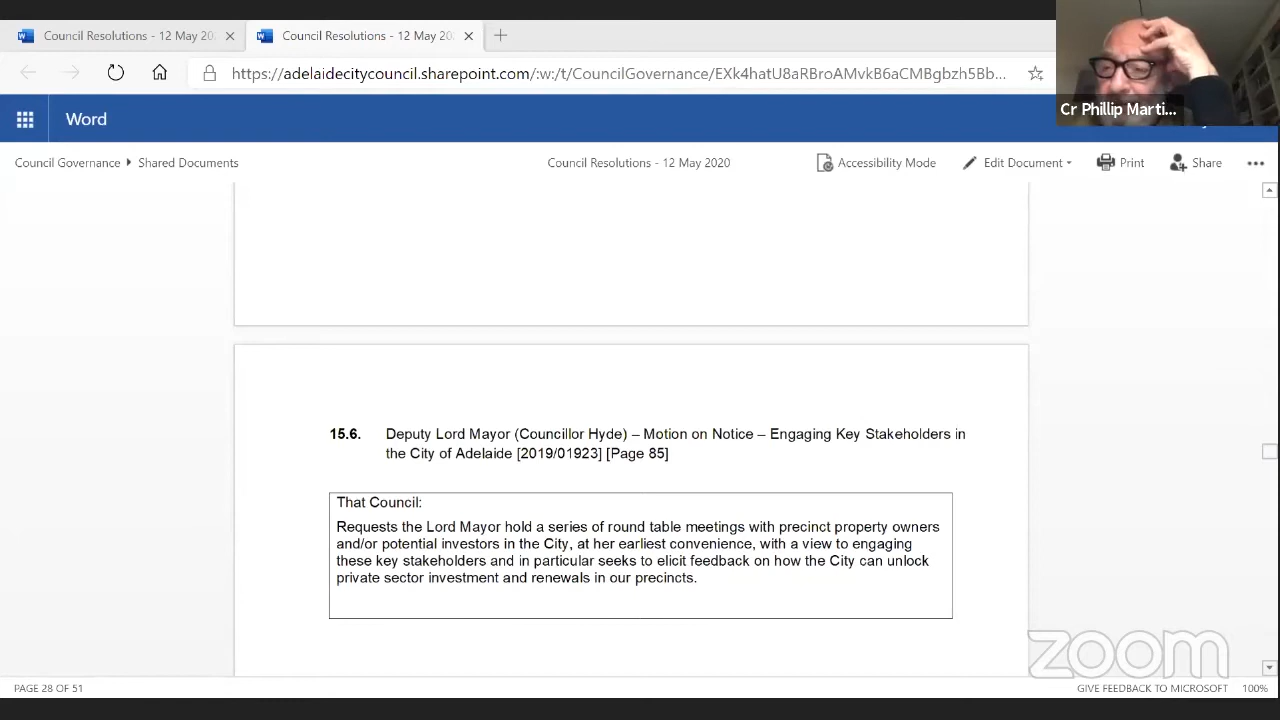 Council Resolutions - 12 May 20
Council Resolutions - 12 May 202
https://adelaidecitycouncil.sharepoint.com/:w:/t/CouncilGovernance/EXk4hatU8aRBroAMvkB6aCMBgbzh5Bb...
Cr Phillip Marti...
Word
Council Governance Shared Documents
Council Resolutions - 12 May 2020
Accessibility Mode
Edit Document
Print
Share
15.6. Deputy Lord Mayor (Councillor Hyde) – Motion on Notice – Engaging Key Stakeholders in
the City of Adelaide [2019/01923] [Page 85]
That Council:
Requests the Lord Mayor hold a series of round table meetings with precinct property owners
and/or potential investors in the City, at her earliest convenience, with a view to engaging
these key stakeholders and in particular seeks to elicit feedback on how the City can unlock
private sector investment and renewals in our precincts.
zoom
PAGE 28 OF 51
GIVE FEEDBACK TO MICROSOFT
100%